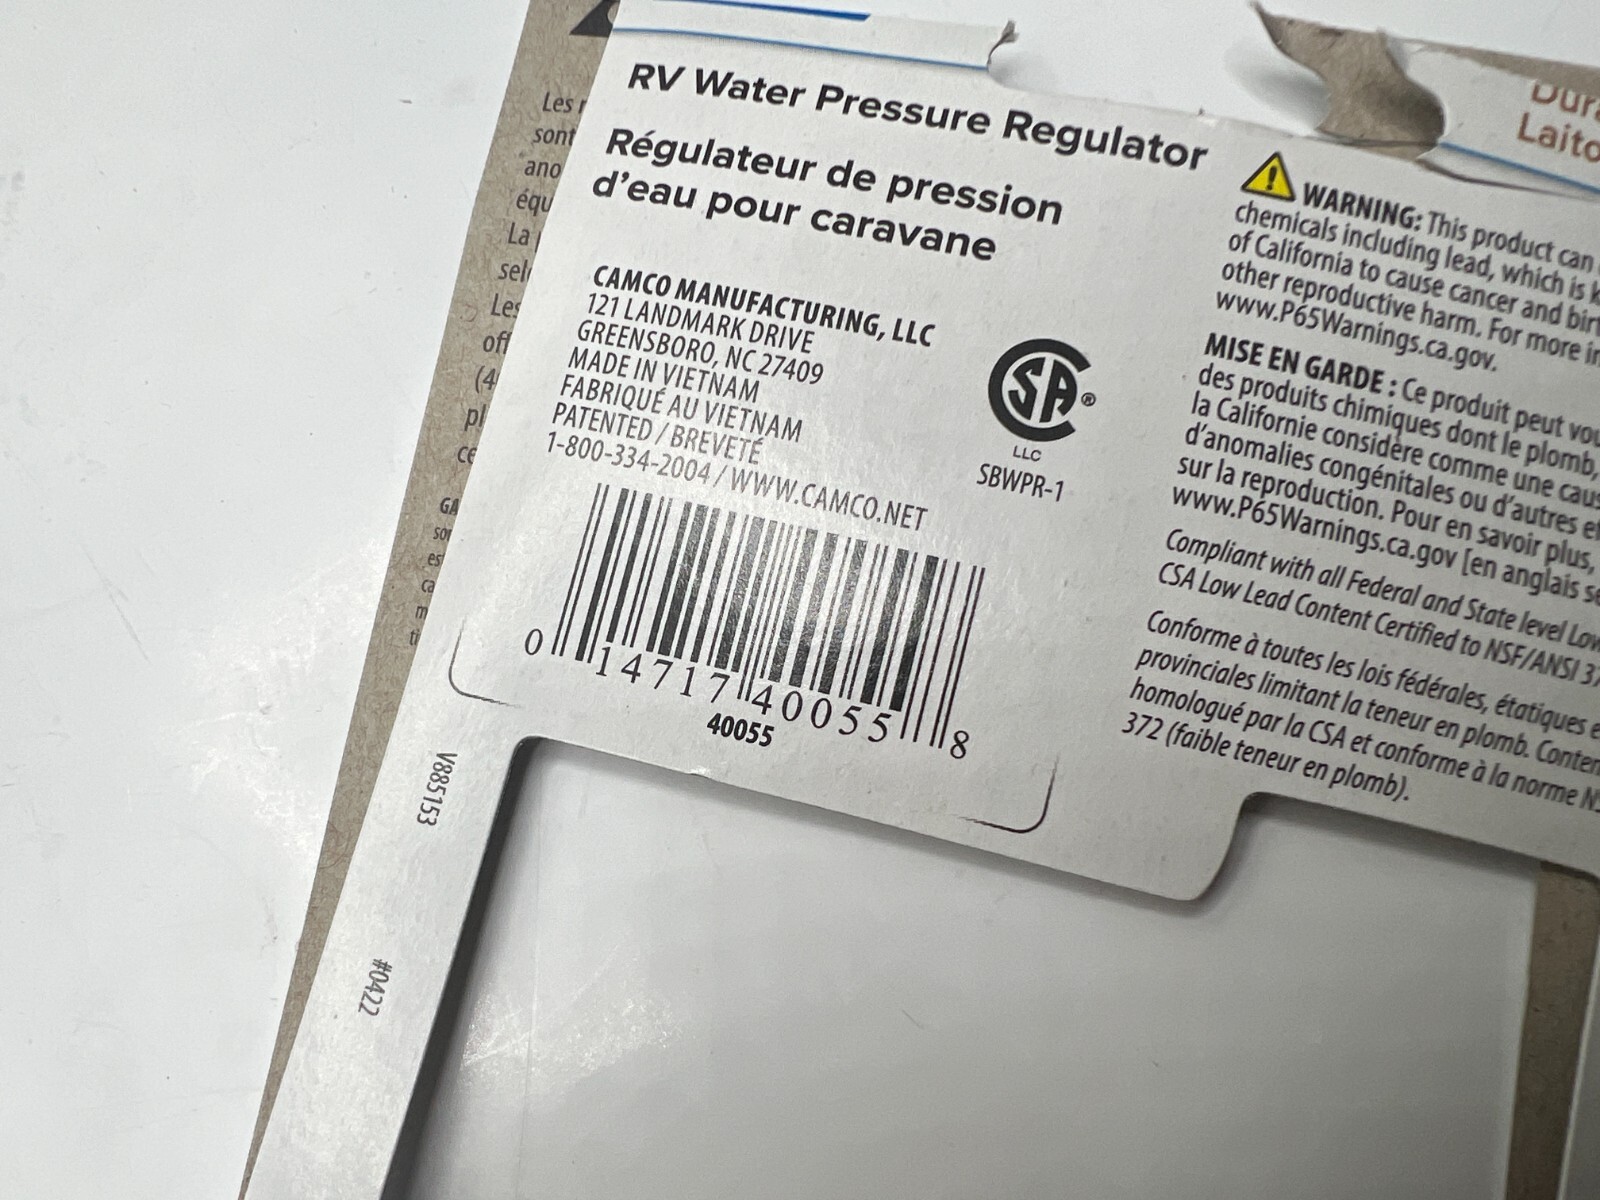 RV Water Pressure Regulator
Régulateur de pression
d'eau pour caravane
CAMCO MANUFACTURING, LLC
121 LANDMARK DRIVE
GREENSBORO, NC 27409
MADE IN VIETNAM
FABRIQUÉ AU VIETNAM
PATENTED / BREVETÉ
1-800-334-2004 / WWW.CAMCO.NET
CSA®
LLC
SBWPR-1
0 14717 40055 8
40055
V885153
#0422
WARNING: This product can
chemicals including lead, which is
of California to cause cancer and
other reproductive harm. For more
www.P65Warnings.ca.gov.
MISE EN GARDE : Ce produit peut
des produits chimiques dont le plomb,
la Californie considère comme une
d'anomalies congénitales ou d'autres
sur la reproduction. Pour en savoir plus,
www.P65Warnings.ca.gov [en anglais
Compliant with all Federal and State level
CSA Low Lead Content Certified to NSF/ANSI
Conforme à toutes les lois fédérales, étatiques
provinciales limitant la teneur en plomb.
homologué par la CSA et conforme à la norme
372 (faible teneur en plomb).
Les
sont
La